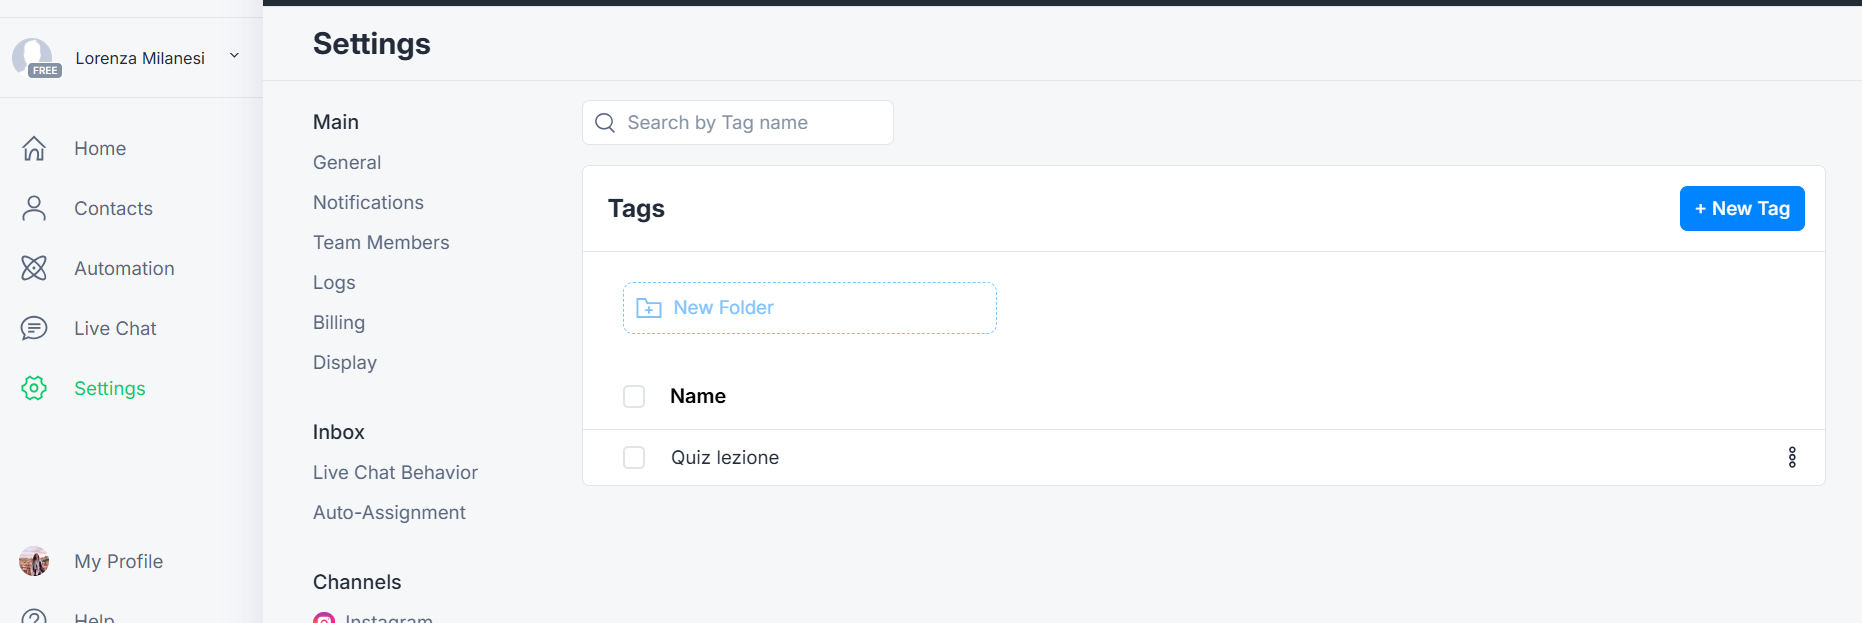 Lorenza Milanesi
FREE
Home
Contacts
Automation
Live Chat
Settings
My Profile
Help
Settings
Main
General
Notifications
Team Members
Logs
Billing
Display
Inbox
Live Chat Behavior
Auto-Assignment
Channels
Instagram
Search by Tag name
Tags
+ New Tag
New Folder
Name
Quiz lezione